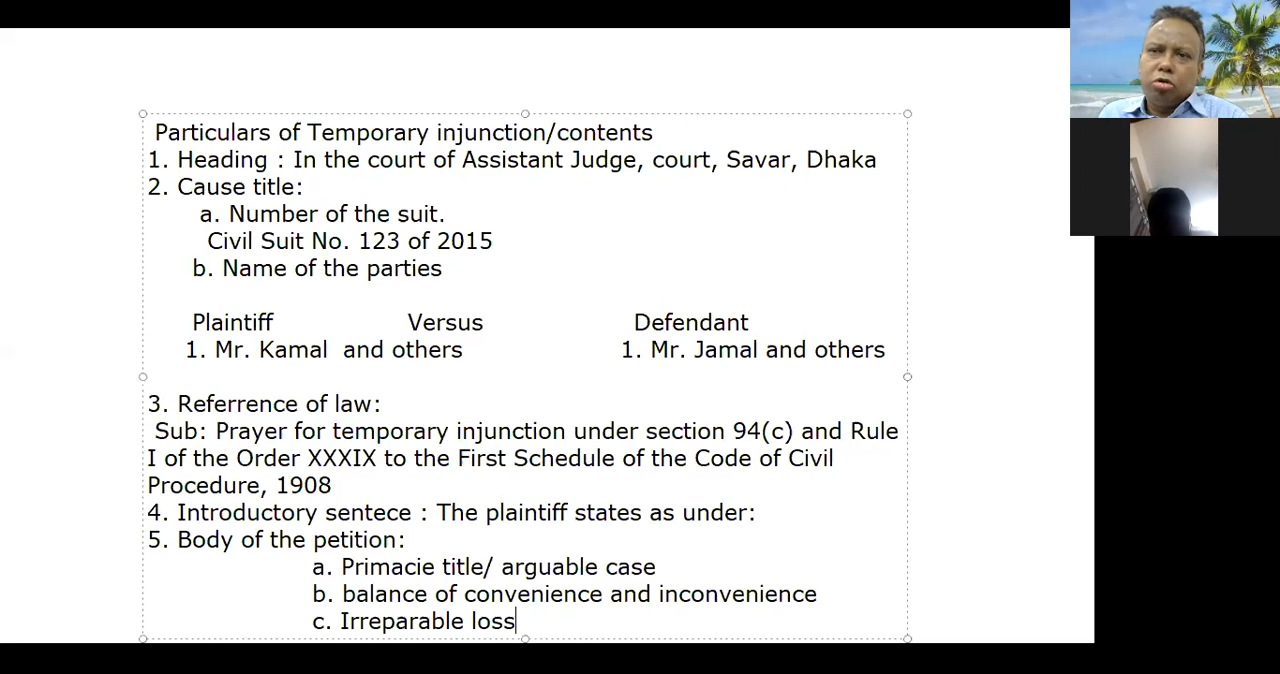 Particulars of Temporary injunction/contents
1. Heading : In the court of Assistant Judge, court, Savar, Dhaka
2. Cause title:
a. Number of the suit.
Civil Suit No. 123 of 2015
b. Name of the parties
Plaintiff Versus Defendant
1. Mr. Kamal and others 1. Mr. Jamal and others
3. Referrence of law:
Sub: Prayer for temporary injunction under section 94(c) and Rule
I of the Order XXXIX to the First Schedule of the Code of Civil
Procedure, 1908
4. Introductory sentece : The plaintiff states as under:
5. Body of the petition:
a. Primacie title/ arguable case
b. balance of convenience and inconvenience
c. Irreparable loss